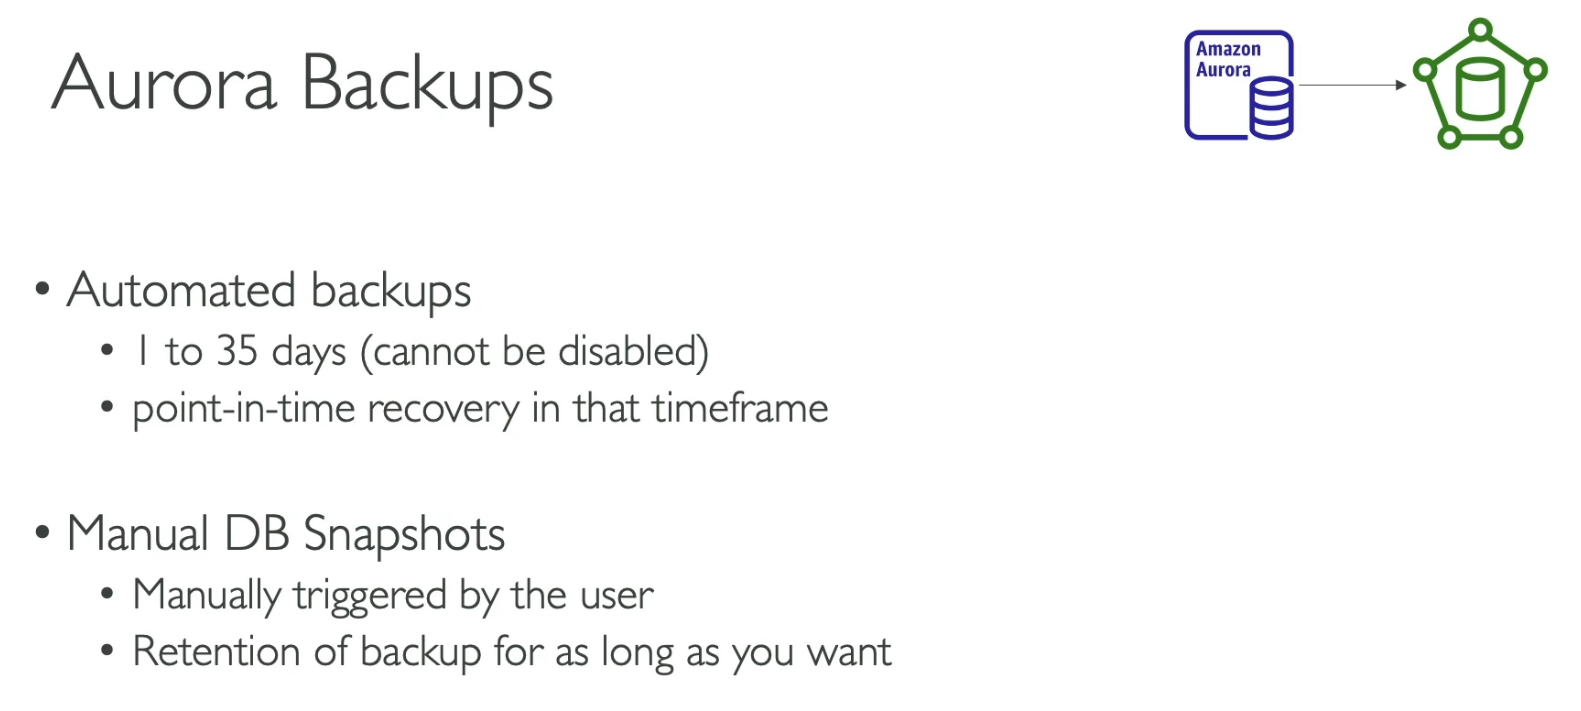 Aurora Backups
Amazon
Aurora
• Automated backups
• 1 to 35 days (cannot be disabled)
• point-in-time recovery in that timeframe
• Manual DB Snapshots
• Manually triggered by the user
• Retention of backup for as long as you want